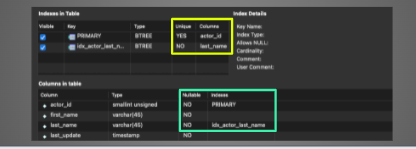 Indexes in Table
Index Details
Visible Key Type Unique Columns
PRIMARY BTREE YES actor_id
idx_actor_last_n... BTREE NO last_name
Key Name:
Index Type:
Allows NULL:
Cardinality:
Comment:
User Comment:
Columns in table
Column Type Nullable Indexes
actor_id smallint unsigned NO PRIMARY
first_name varchar(45) NO
last_name varchar(45) NO idx_actor_last_name
last_update timestamp NO